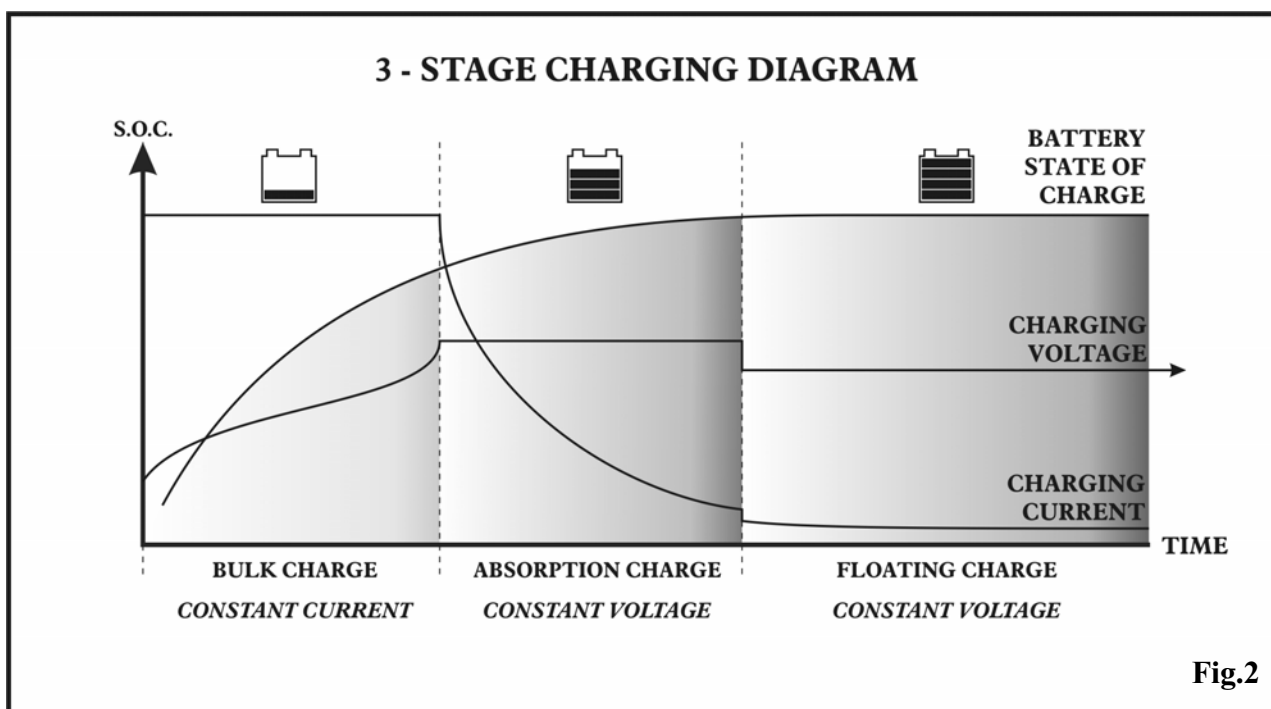 3 - STAGE CHARGING DIAGRAM
S.O.C.
BATTERY
STATE OF
CHARGE
CHARGING
VOLTAGE
CHARGING
CURRENT
TIME
BULK CHARGE
CONSTANT CURRENT
ABSORPTION CHARGE
CONSTANT VOLTAGE
FLOATING CHARGE
CONSTANT VOLTAGE
Fig.2